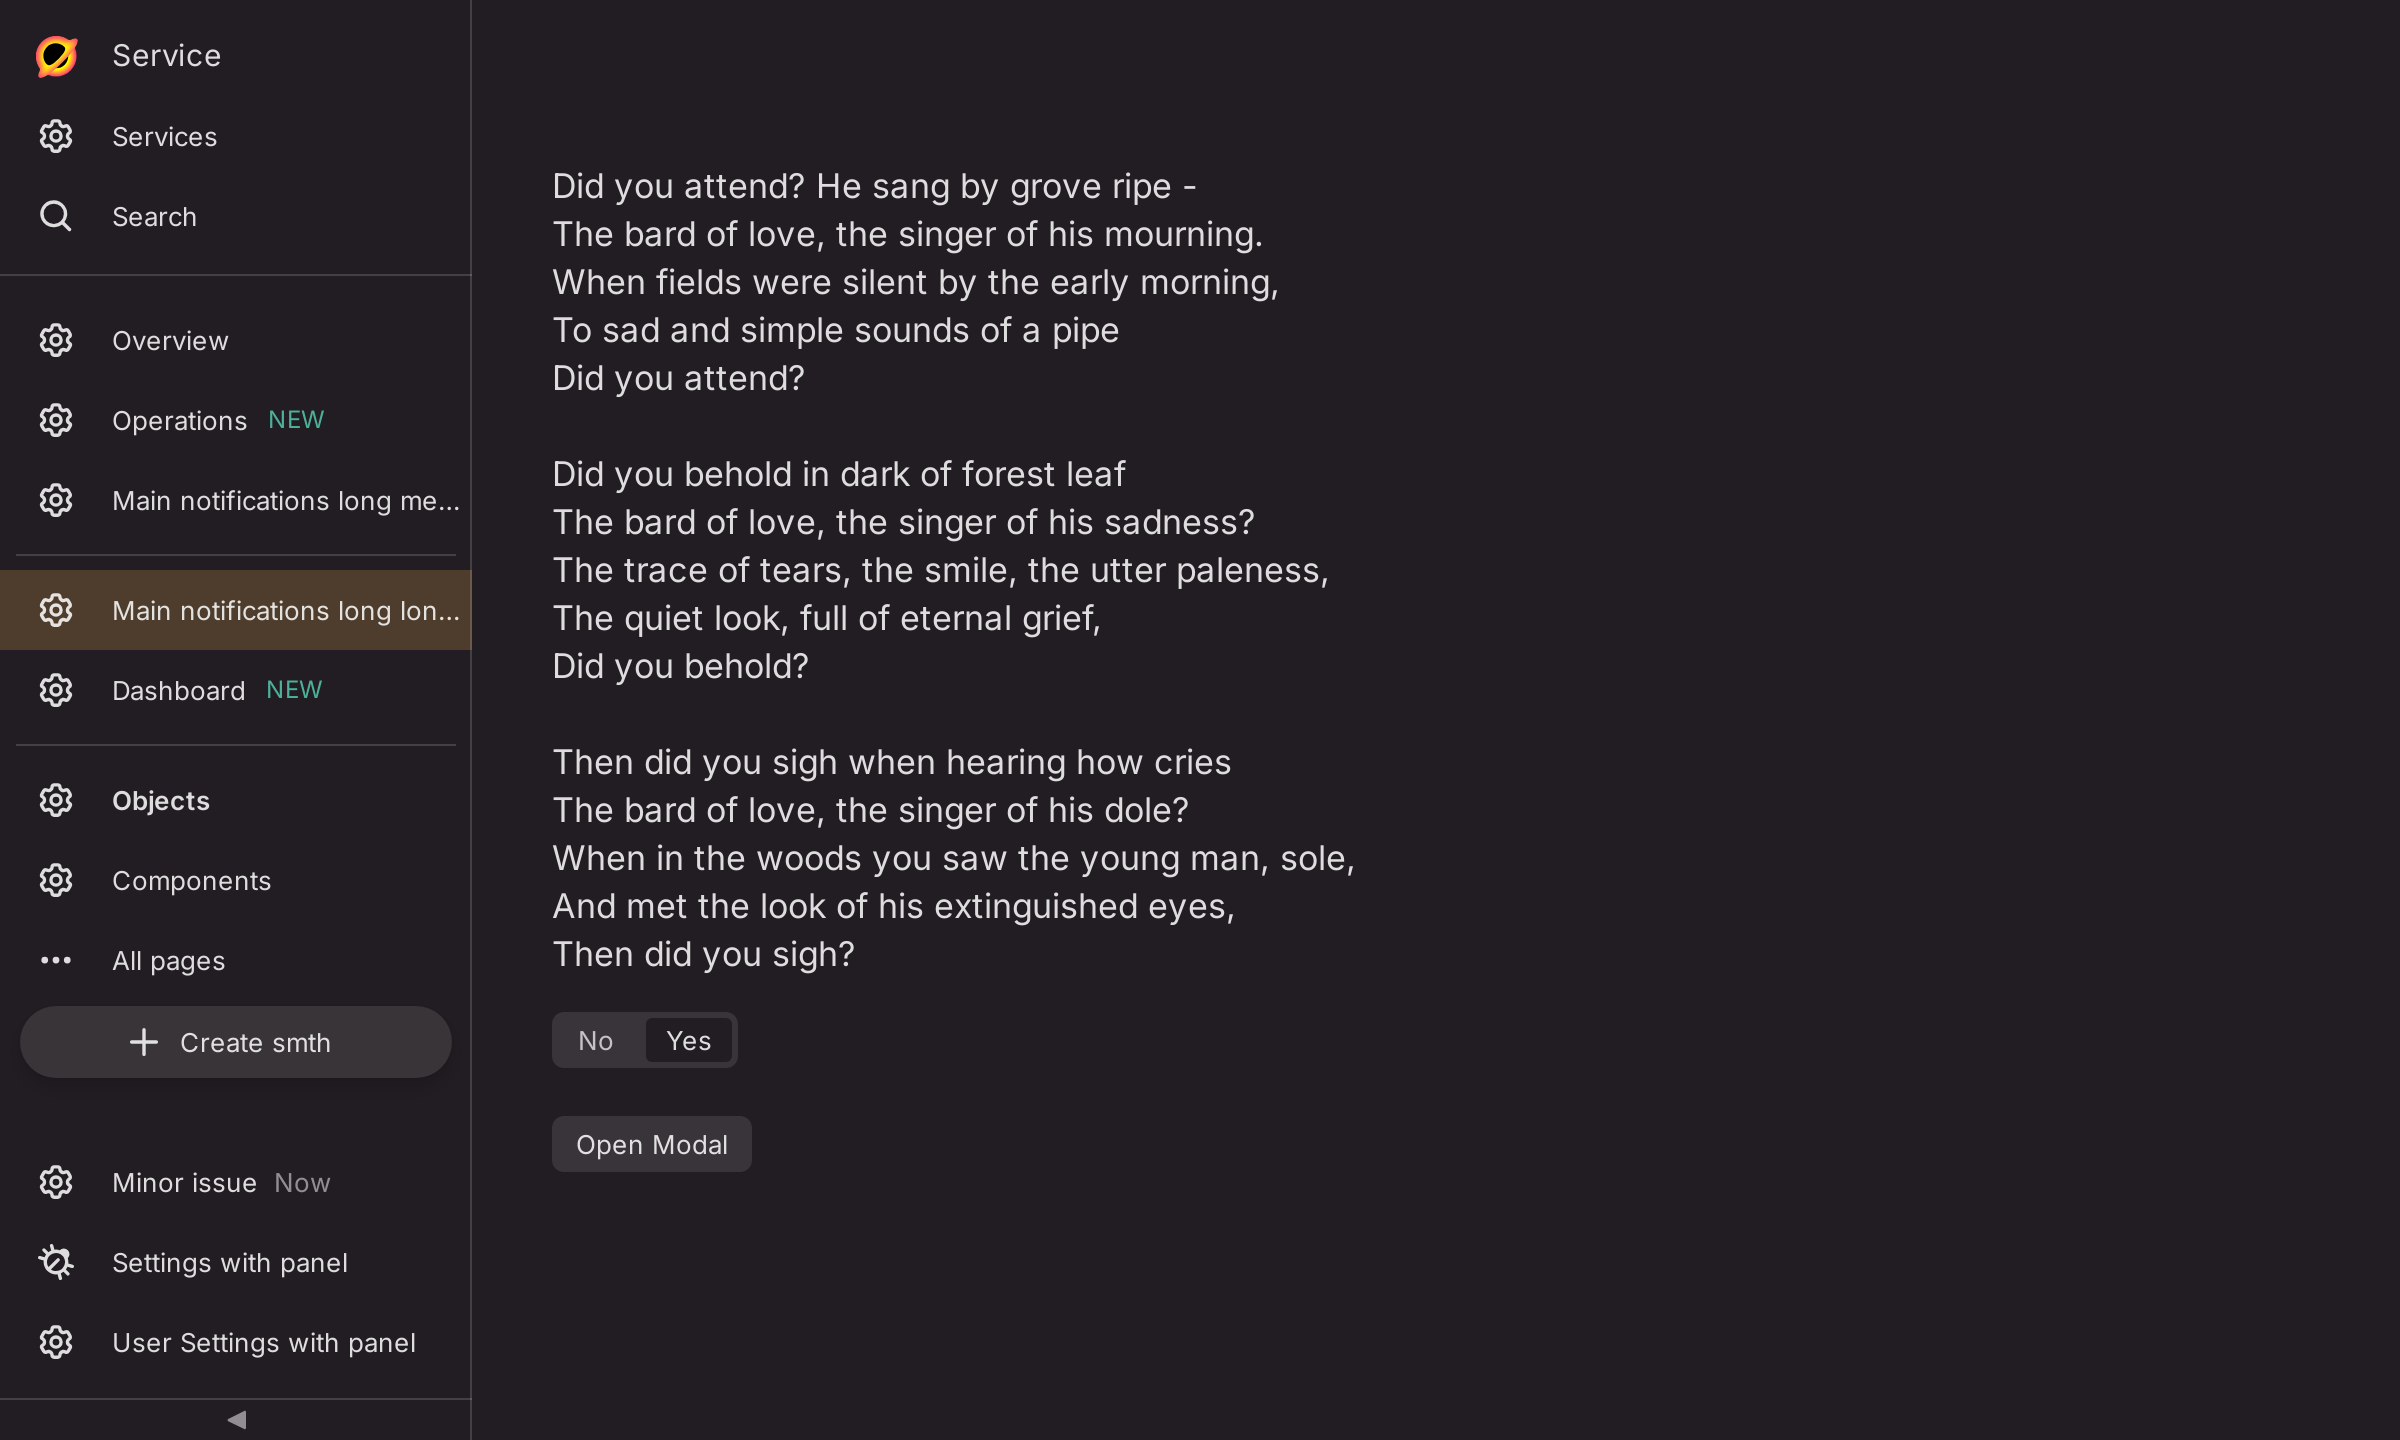 Service
Services
Search
Overview
Operations NEW
Main notifications long me...
Main notifications long lon...
Dashboard NEW
Objects
Components
All pages
Create smth
Minor issue Now
Settings with panel
User Settings with panel
Did you attend? He sang by grove ripe -
The bard of love, the singer of his mourning.
When fields were silent by the early morning,
To sad and simple sounds of a pipe
Did you attend?
Did you behold in dark of forest leaf
The bard of love, the singer of his sadness?
The trace of tears, the smile, the utter paleness,
The quiet look, full of eternal grief,
Did you behold?
Then did you sigh when hearing how cries
The bard of love, the singer of his dole?
When in the woods you saw the young man, sole,
And met the look of his extinguished eyes,
Then did you sigh?
No Yes
Open Modal